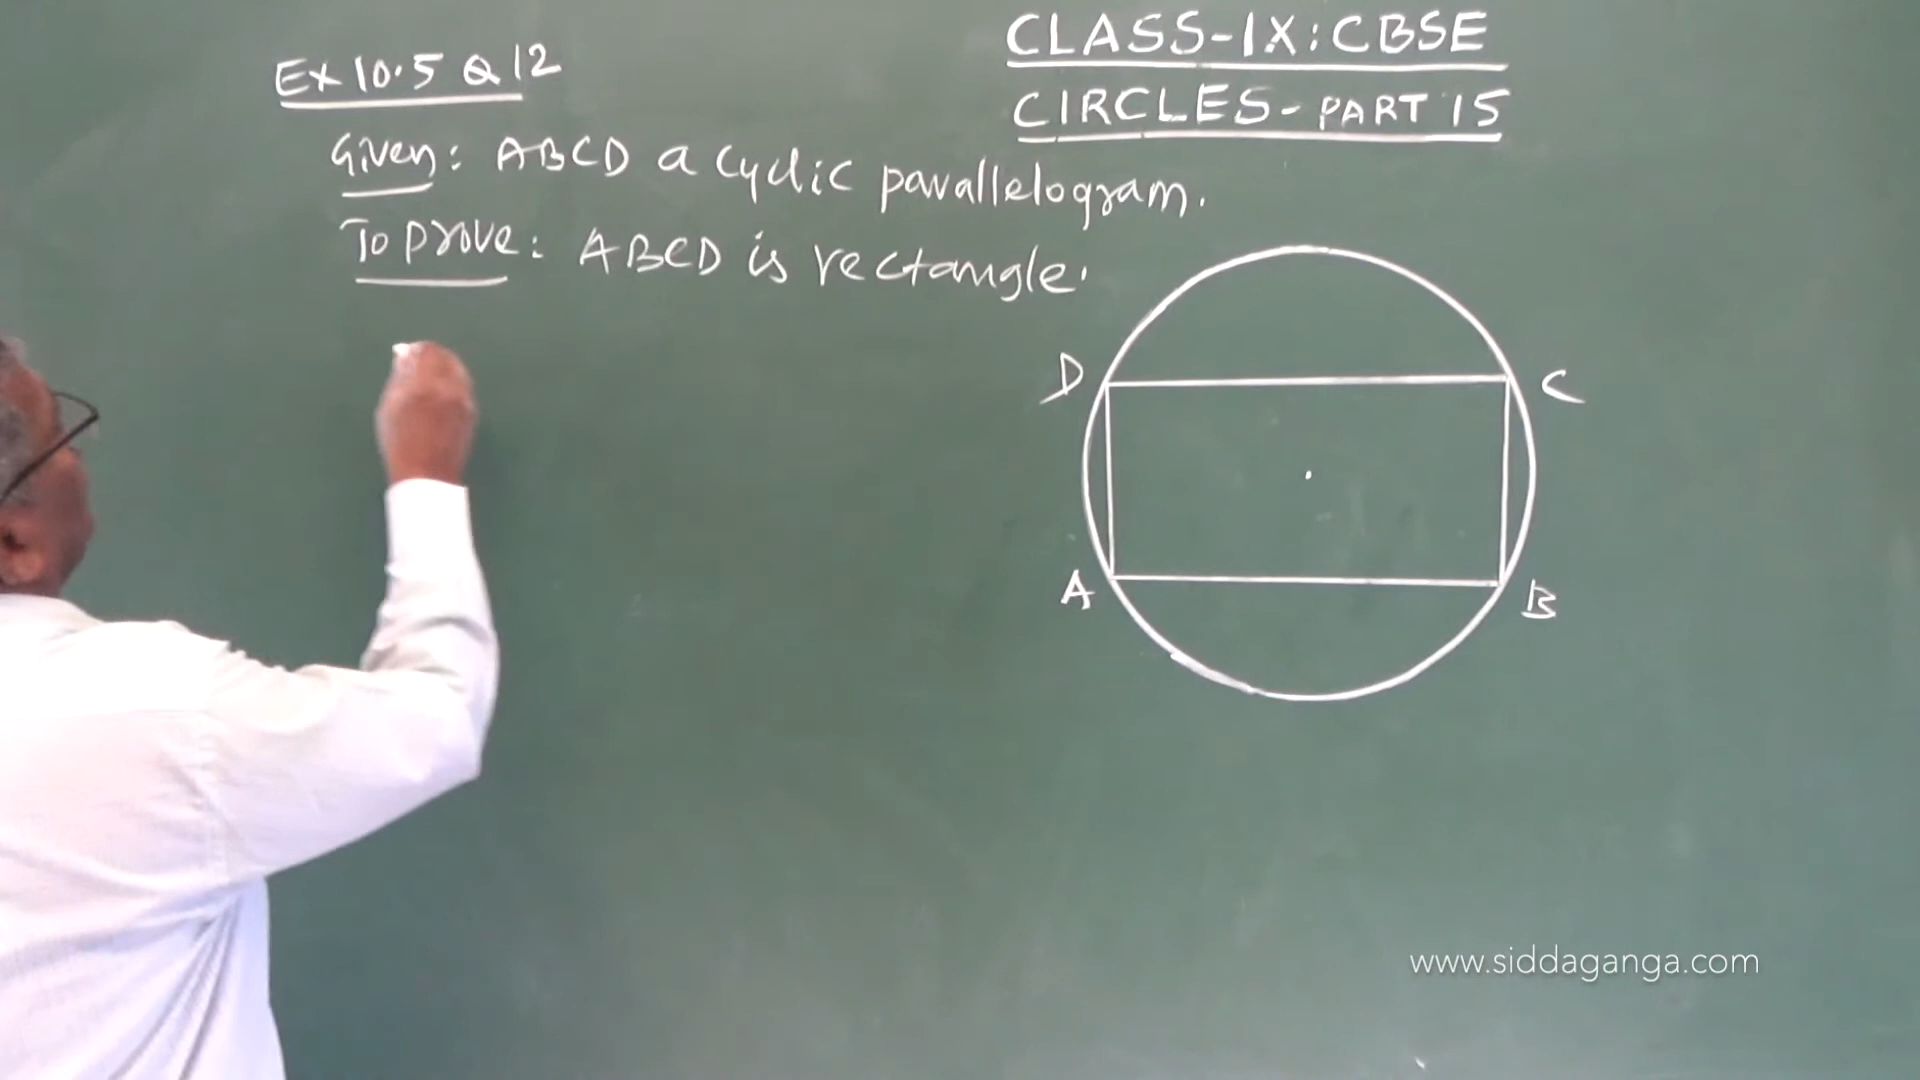 CLASS-IX: CBSE
CIRCLES - PART 15
Ex 10.5 Q 12
Given: ABCD a cyclic parallelogram.
To prove: ABCD is rectangle.
D
C
A
B
www.siddaganga.com